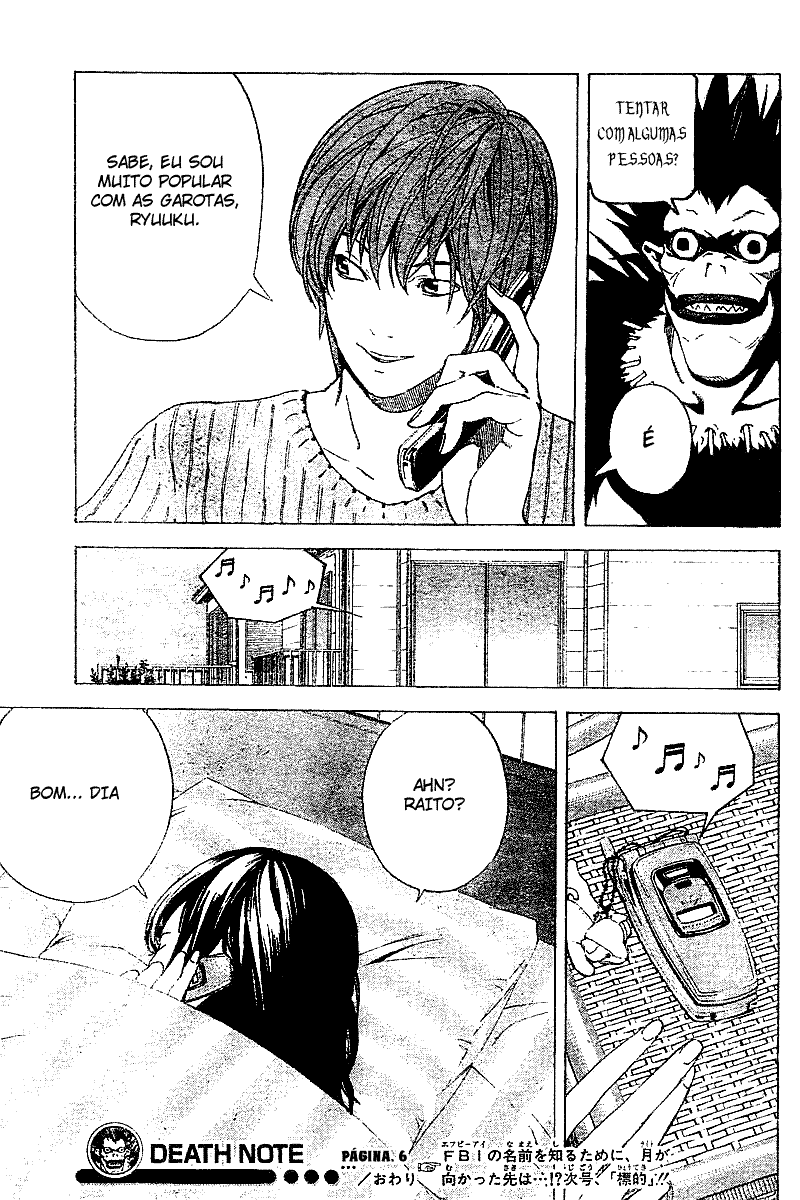 TENTAR
COM ALGUMAS
PESSOAS?
É
SABE, EU SOU
MUITO POPULAR
COM AS GAROTAS,
RYUUKU.
AHN?
RAITO?
BOM... DIA
DEATH NOTE
PÁGINA. 6
...
／おわり
☞ＦＢＩの名前を知るために、月が
向かった先は…!?次号、「標的」!!